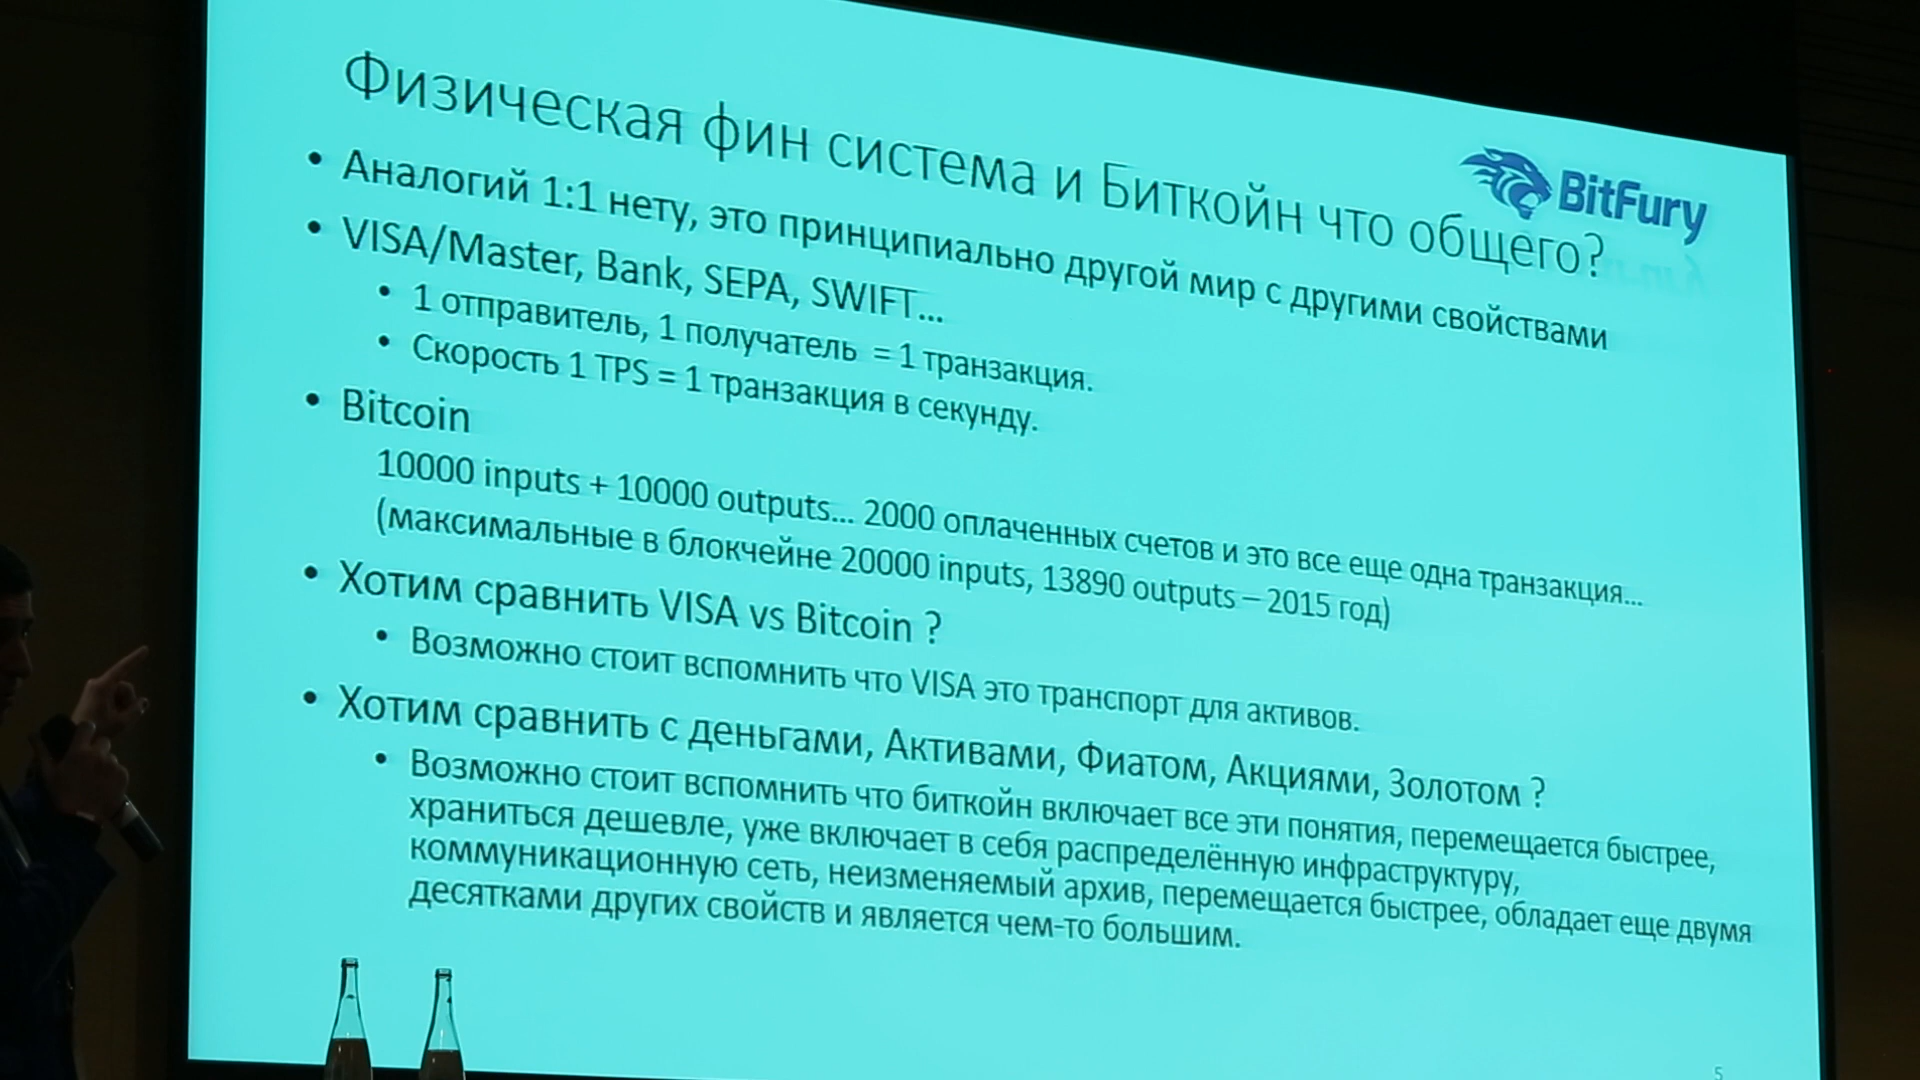 Физическая фин система и Биткойн что общего?
BitFury
• Аналогий 1:1 нету, это принципиально другой мир с другими свойствами
• VISA/Master, Bank, SEPA, SWIFT...
• 1 отправитель, 1 получатель = 1 транзакция.
• Скорость 1 TPS = 1 транзакция в секунду.
• Bitcoin
10000 inputs + 10000 outputs... 2000 оплаченных счетов и это все еще одна транзакция...
(максимальные в блокчейне 20000 inputs, 13890 outputs – 2015 год)
• Хотим сравнить VISA vs Bitcoin ?
• Возможно стоит вспомнить что VISA это транспорт для активов.
• Хотим сравнить с деньгами, Активами, Фиатом, Акциями, Золотом ?
• Возможно стоит вспомнить что биткойн включает все эти понятия, перемещается быстрее,
храниться дешевле, уже включает в себя распределённую инфраструктуру,
коммуникационную сеть, неизменяемый архив, перемещается быстрее, обладает еще двумя
десятками других свойств и является чем-то большим.
5